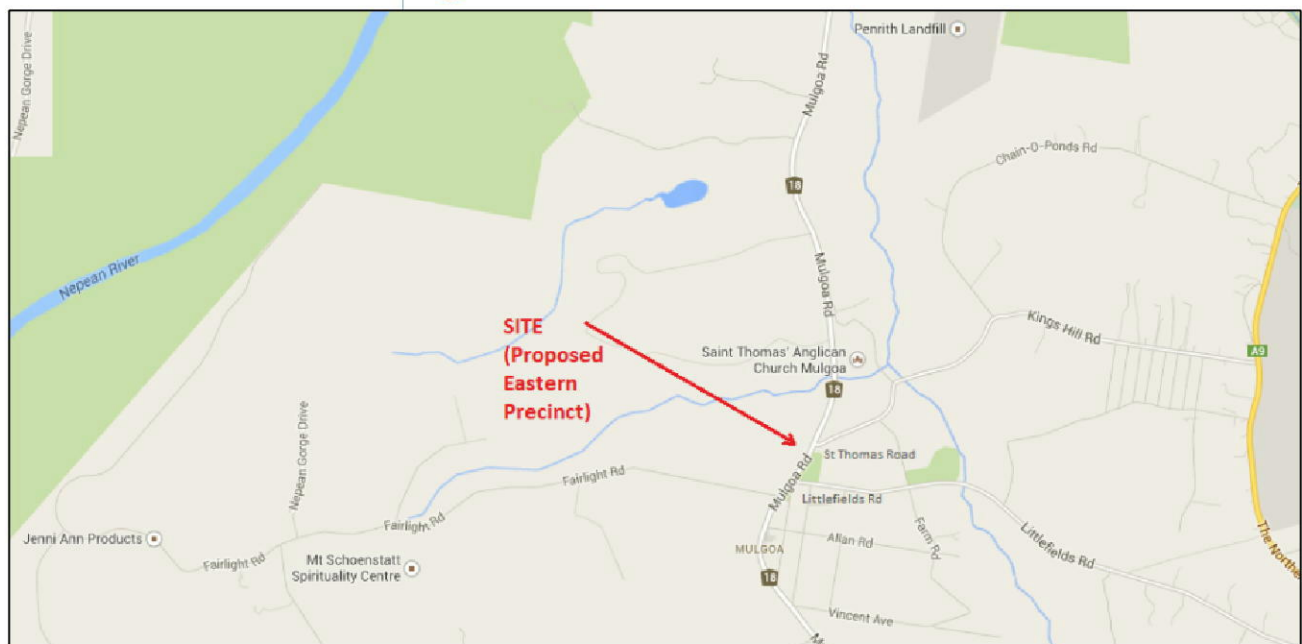 Nepean Gorge Drive
Penrith Landfill
Mulgoa Rd
Chain-O-Ponds Rd
18
Mulgoa Rd
Nepean River
Kings Hill Rd
A9
SITE
(Proposed
Eastern
Precinct)
Saint Thomas' Anglican
Church Mulgoa
18
Nepean Gorge Drive
St Thomas Road
Mulgoa Rd
Fairlight Rd
Littlefields Rd
Fairlight Rd
Jenni Ann Products
Fairlight Rd
Mt Schoenstatt
Spirituality Centre
Allan Rd
Farm Rd
Littlefields Rd
The Northe
MULGOA
18
Vincent Ave